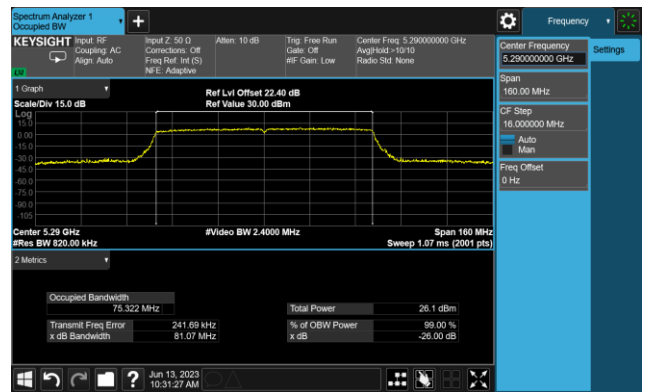 Spectrum Analyzer 1
Occupied BW
Frequency
KEYSIGHT
Input: RF
Coupling: AC
Align: Auto
Input Z: 50 Ω
Corrections: Off
Freq Ref: Int (S)
NFE: Adaptive
Atten: 10 dB
Trig: Free Run
Gate: Off
#IF Gain: Low
Center Freq: 5.290000000 GHz
Avg|Hold:>10/10
Radio Std: None
Center Frequency
5.290000000 GHz
Settings
Span
160.00 MHz
CF Step
16.000000 MHz
Auto
Man
Freq Offset
0 Hz
1 Graph
Scale/Div 15.0 dB
Ref Lvl Offset 22.40 dB
Ref Value 30.00 dBm
Log
15.0
0.00
-15.0
-30.0
-45.0
-60.0
-75.0
-90.0
-105
Center 5.29 GHz
#Video BW 2.4000 MHz
Span 160 MHz
#Res BW 820.00 kHz
Sweep 1.07 ms (2001 pts)
2 Metrics
Occupied Bandwidth
75.322 MHz
Total Power 26.1 dBm
Transmit Freq Error 241.69 kHz
% of OBW Power 99.00 %
x dB Bandwidth 81.07 MHz
x dB -26.00 dB
?
Jun 13, 2023
10:31:27 AM